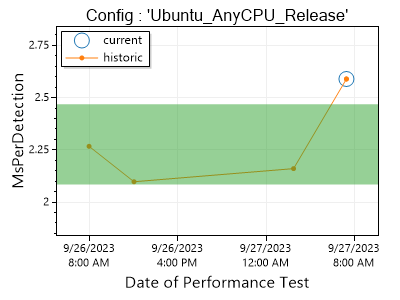 Config : 'Ubuntu_AnyCPU_Release'
current
historic
MsPerDetection
2.75
2.5
2.25
2
9/26/2023 9/26/2023 9/27/2023 9/27/2023
8:00 AM 4:00 PM 12:00 AM 8:00 AM
Date of Performance Test